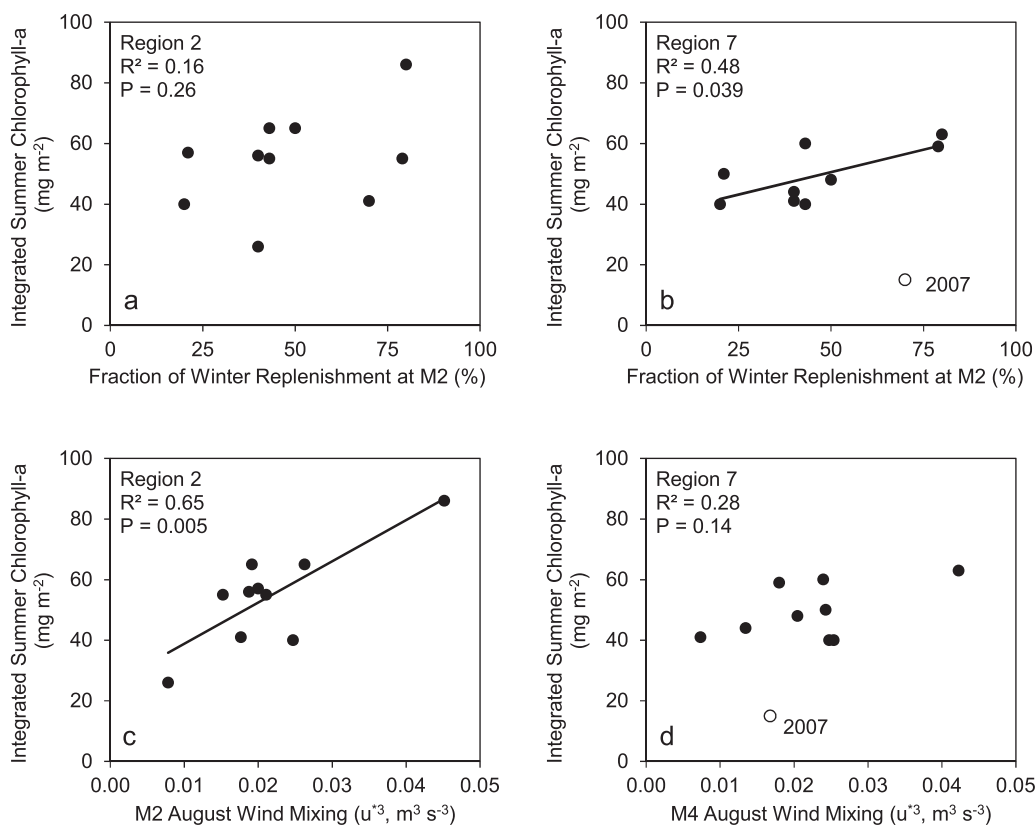 Integrated Summer Chlorophyll-a
(mg m⁻²)
100
80
60
40
20
0
Region 2
R² = 0.16
P = 0.26
a
0 25 50 75 100
Fraction of Winter Replenishment at M2 (%)
Integrated Summer Chlorophyll-a
(mg m⁻²)
100
80
60
40
20
0
Region 7
R² = 0.48
P = 0.039
2007
b
0 25 50 75 100
Fraction of Winter Replenishment at M2 (%)
Integrated Summer Chlorophyll-a
(mg m⁻²)
100
80
60
40
20
0
Region 2
R² = 0.65
P = 0.005
c
0.00 0.01 0.02 0.03 0.04 0.05
M2 August Wind Mixing (u*³, m³ s⁻³)
Integrated Summer Chlorophyll-a
(mg m⁻²)
100
80
60
40
20
0
Region 7
R² = 0.28
P = 0.14
2007
d
0.00 0.01 0.02 0.03 0.04 0.05
M4 August Wind Mixing (u*³, m³ s⁻³)